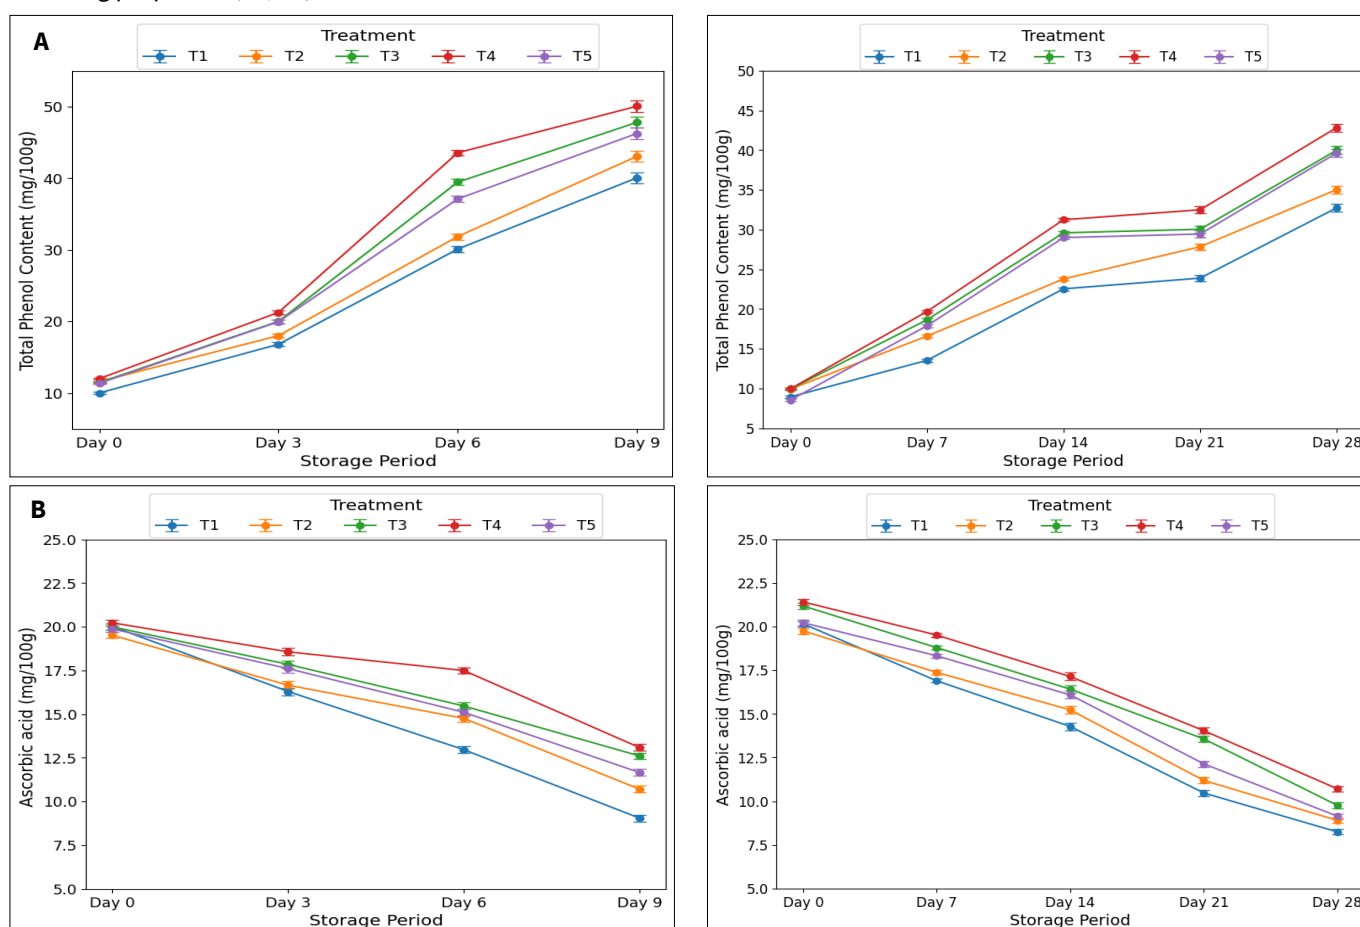 A
Treatment
T1 T2 T3 T4 T5
Total Phenol Content (mg/100g)
50
40
30
20
10
Day 0 Day 3 Day 6 Day 9
Storage Period
Treatment
T1 T2 T3 T4 T5
Total Phenol Content (mg/100g)
50
45
40
35
30
25
20
15
10
5
Day 0 Day 7 Day 14 Day 21 Day 28
Storage Period
B
Treatment
T1 T2 T3 T4 T5
Ascorbic acid (mg/100g)
25.0
22.5
20.0
17.5
15.0
12.5
10.0
7.5
5.0
Day 0 Day 3 Day 6 Day 9
Storage Period
Treatment
T1 T2 T3 T4 T5
Ascorbic acid (mg/100g)
25.0
22.5
20.0
17.5
15.0
12.5
10.0
7.5
5.0
Day 0 Day 7 Day 14 Day 21 Day 28
Storage Period